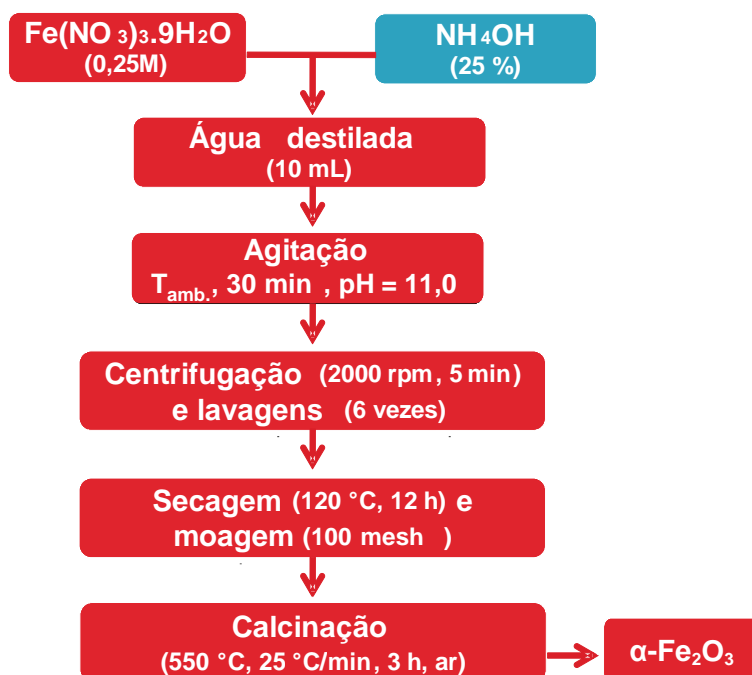 Fe(NO3)3.9H2O
(0,25M)
NH4OH
(25 %)
Água destilada
(10 mL)
Agitação
Tamb., 30 min , pH = 11,0
Centrifugação (2000 rpm, 5 min)
e lavagens (6 vezes)
Secagem (120 °C, 12 h) e
moagem (100 mesh )
Calcinação
(550 °C, 25 °C/min, 3 h, ar)
α-Fe2O3